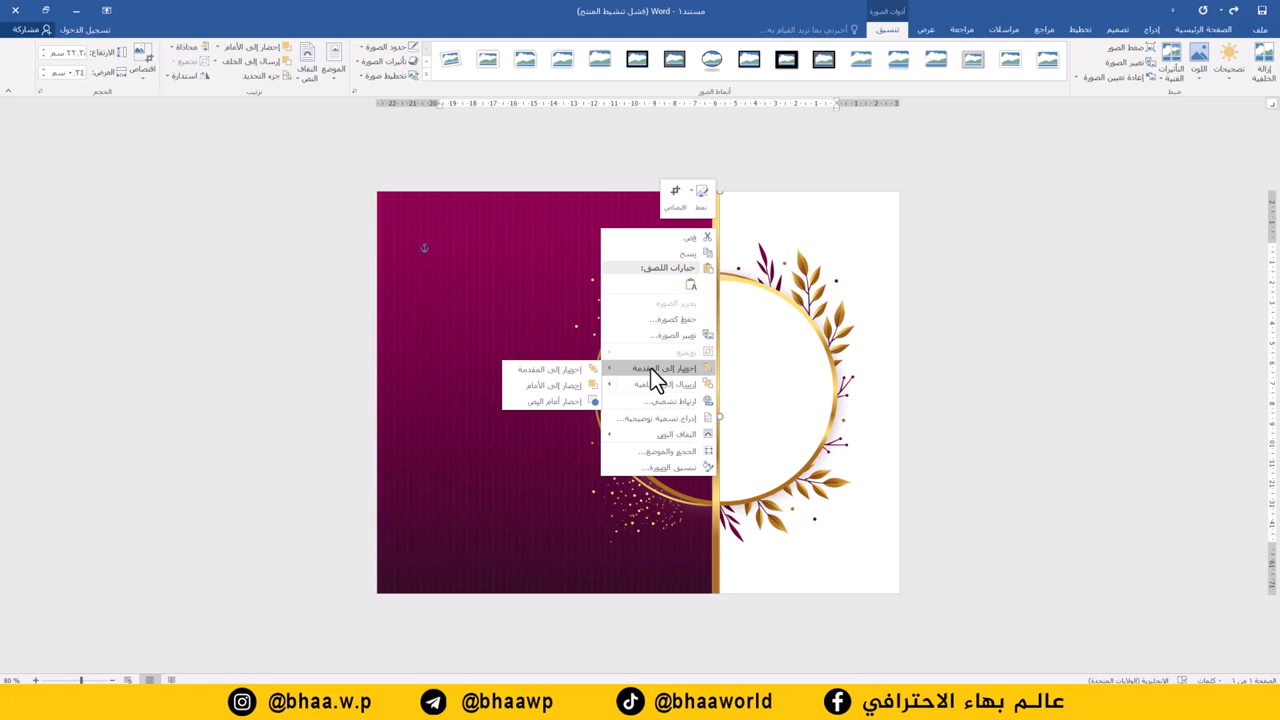 مستند١ - Word (فشل تنشيط المنتج)
أدوات الصورة
ملف
الصفحة الرئيسية
إدراج
تصميم
تخطيط
مراجع
مراسلات
مراجعة
عرض
تنسيق
أخبرني بما تريد القيام به...
تسجيل الدخول
مشاركة
إزالة الخلفية
تصحيحات
اللون
التأثيرات الفنية
ضغط الصور
تغيير الصورة
إعادة تعيين الصورة
ضبط
أنماط الصور
حدود الصورة
تأثيرات الصورة
تخطيط صورة
الموضع
التفاف النص
إحضار إلى الأمام
إرسال إلى الخلف
جزء التحديد
محاذاة
تجميع
استدارة
ترتيب
اقتصاص
الارتفاع:
العرض:
٠,٢٤ سم
الحجم
نمط
اقتصاص
قص
نسخ
خيارات اللصق:
تحرير الصورة
حفظ كصورة...
تغيير الصورة...
تجميع
إحضار إلى المقدمة
إرسال إلى الخلفية
ارتباط تشعبي...
إدراج تسمية توضيحية...
التفاف النص
الحجم والموضع...
تنسيق الصورة...
إحضار إلى المقدمة
إحضار إلى الأمام
إحضار أمام النص
الصفحة ١ من ١
٠ كلمات
الإنجليزية (الولايات المتحدة)
80 %
@bhaa.w.p
@bhaawp
@bhaaworld
عالم بهاء الاحترافي